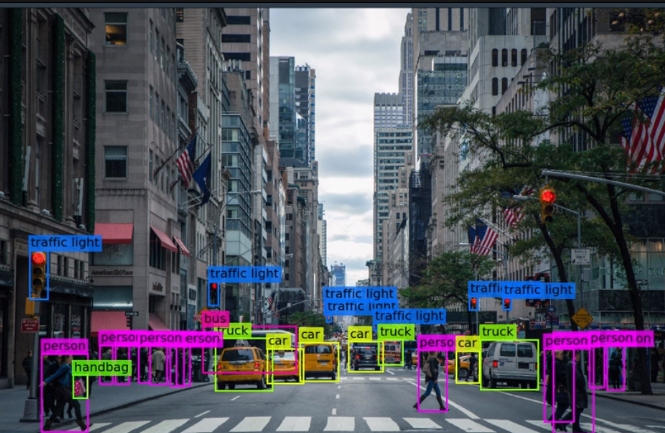 traffic light
traffic light
traffic light
traffic light
traffic light
traffic light
traffic light
bus
truck
car
car
car
truck
car
truck
person
person
person
erson
person
person
person on
handbag